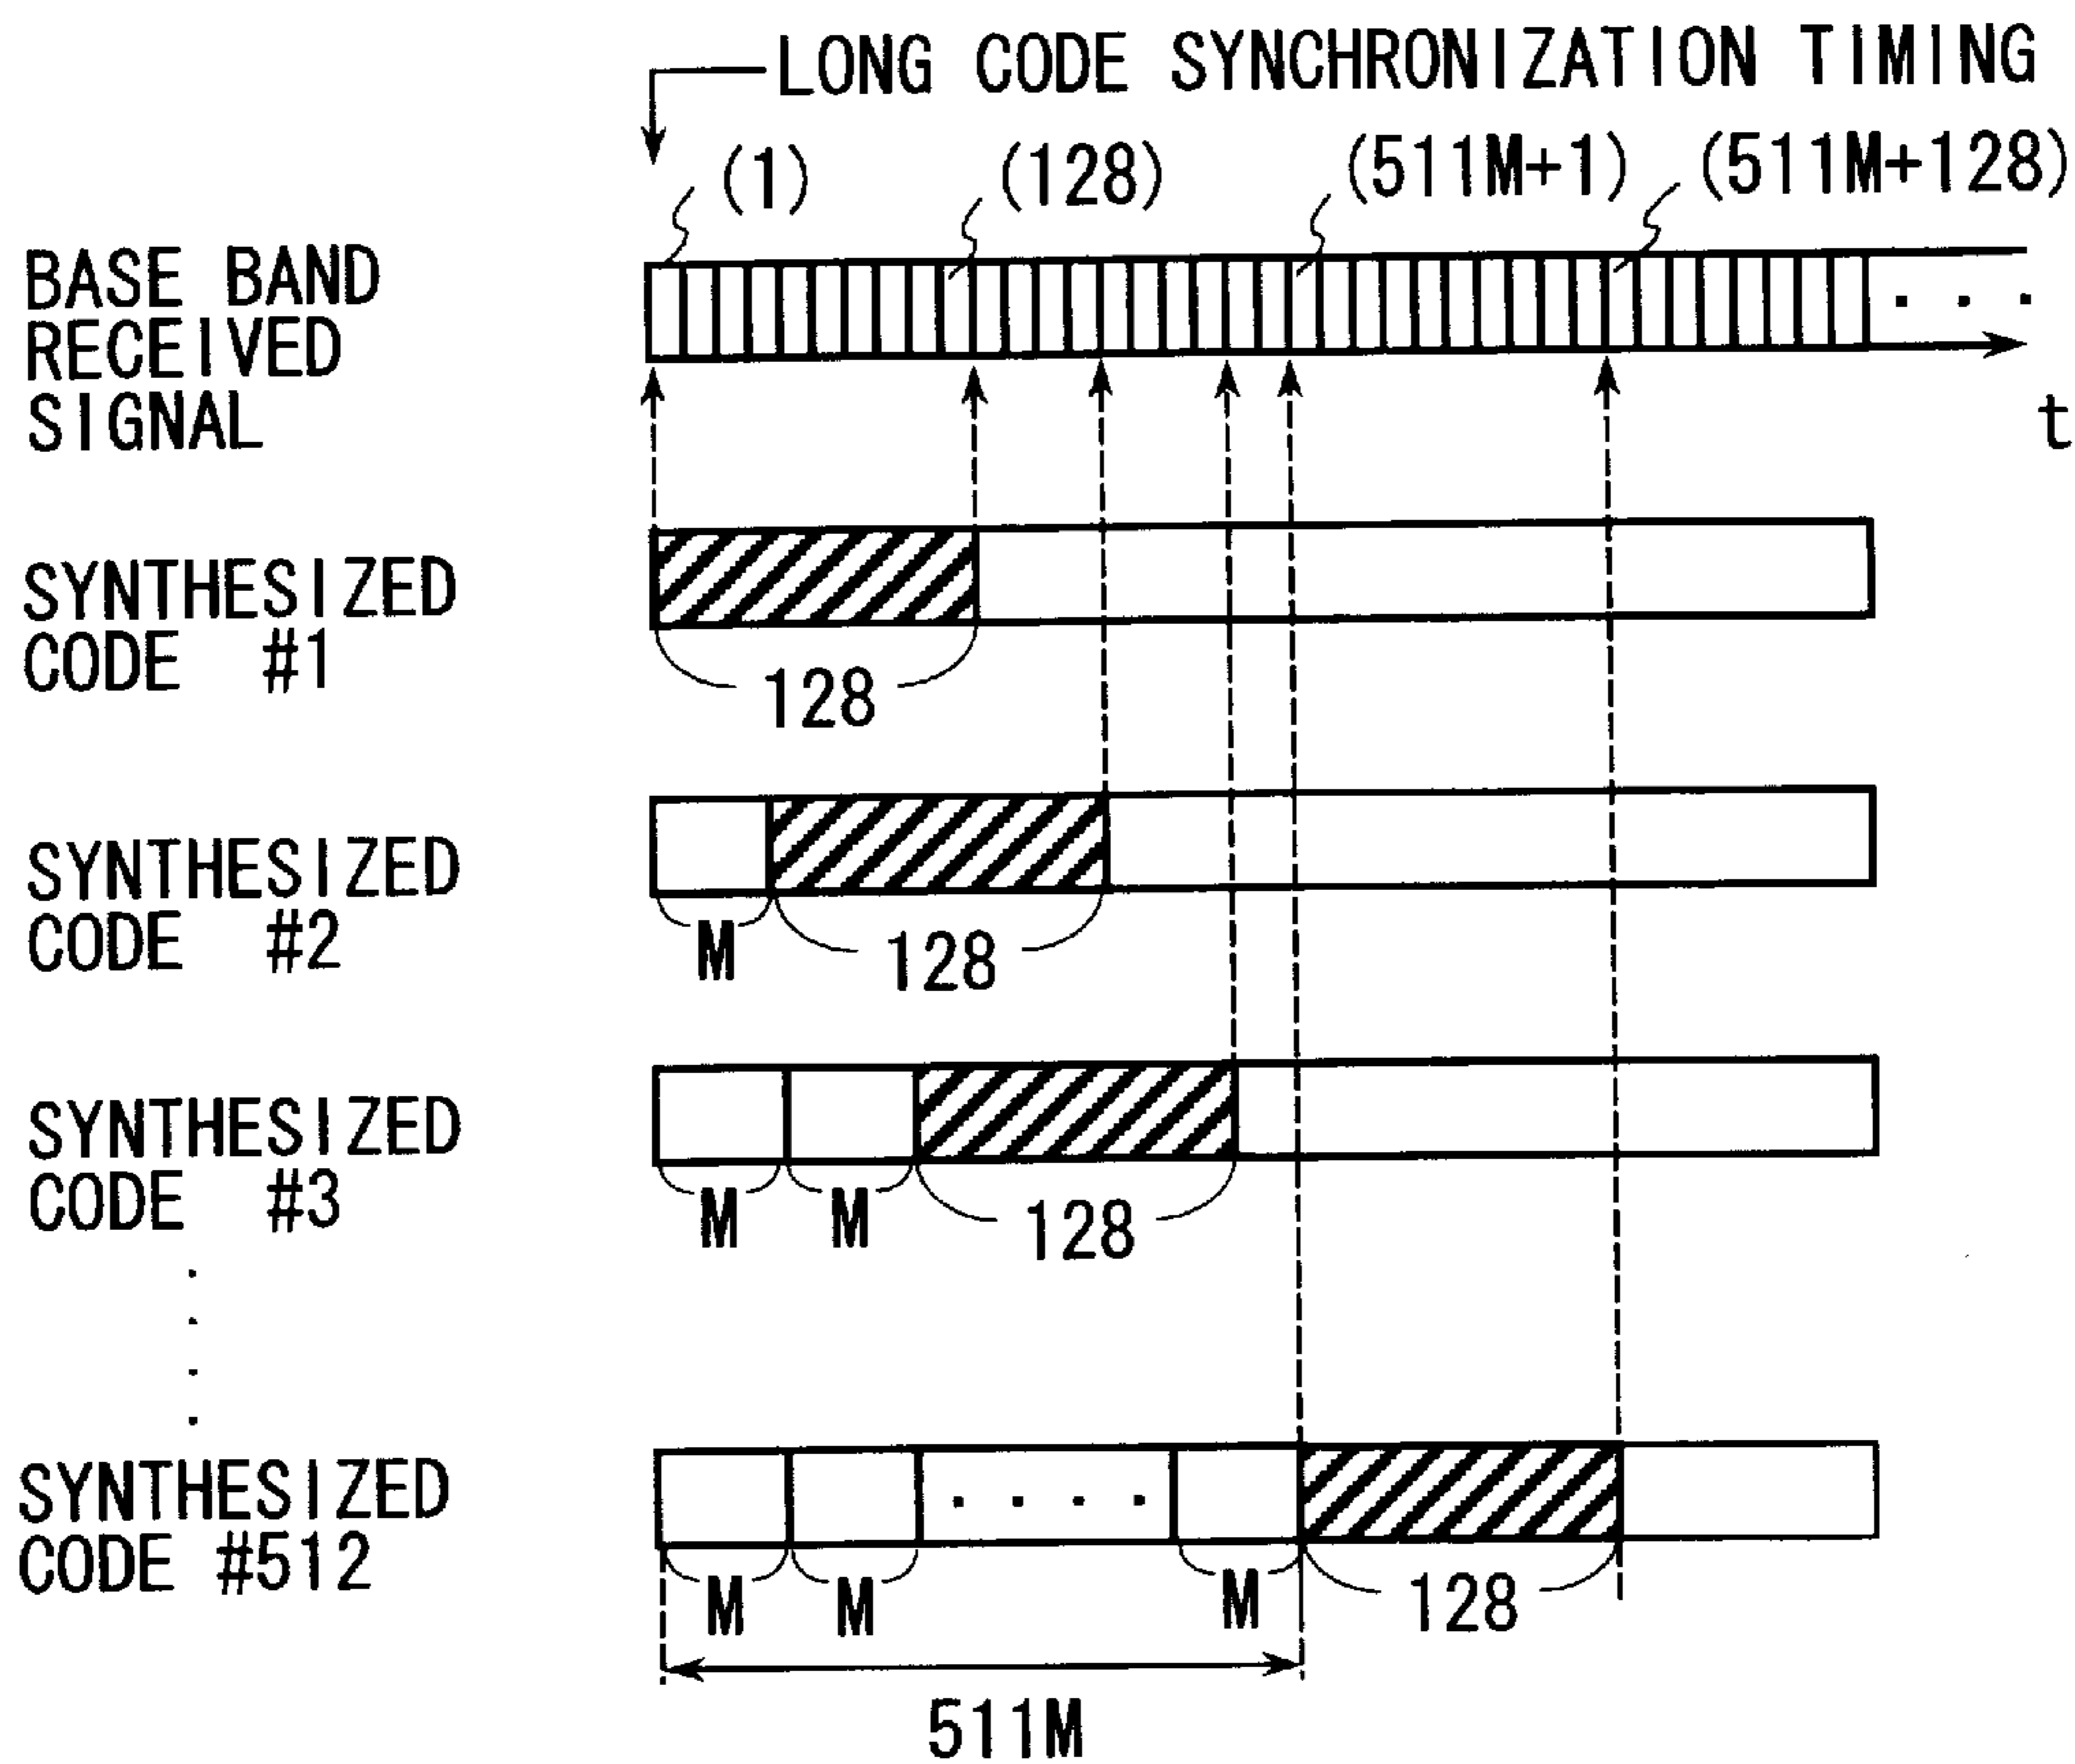 LONG CODE SYNCHRONIZATION TIMING
(1) (128) (511M+1) (511M+128)
BASE BAND
RECEIVED
SIGNAL
. . .
t
SYNTHESIZED
CODE #1
128
SYNTHESIZED
CODE #2
M 128
SYNTHESIZED
CODE #3
M M 128
SYNTHESIZED
CODE #512
. . . .
M M M 128
511M